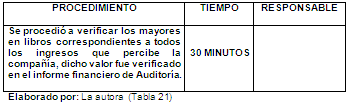 PROCEDIMIENTO TIEMPO RESPONSABLE
Se procedió a verificar los mayores
en libros correspondientes a todos
los ingresos que percibe la
compañía, dicho valor fue verificado
en el informe financiero de Auditoría.
30 MINUTOS
Elaborado por: La autora (Tabla 21)